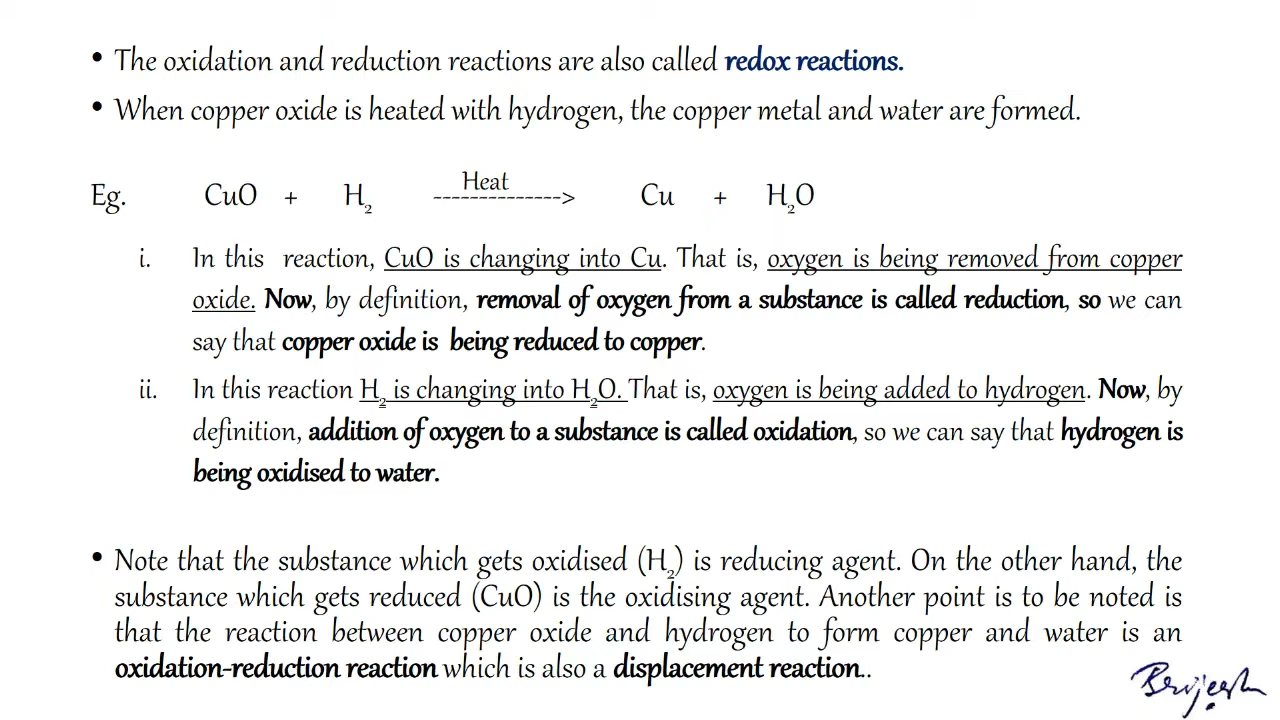 • The oxidation and reduction reactions are also called redox reactions.
• When copper oxide is heated with hydrogen, the copper metal and water are formed.
Heat
Eg. CuO + H₂ --------------> Cu + H₂O
i. In this reaction, CuO is changing into Cu. That is, oxygen is being removed from copper
oxide. Now, by definition, removal of oxygen from a substance is called reduction, so we can
say that copper oxide is being reduced to copper.
ii. In this reaction H₂ is changing into H₂O. That is, oxygen is being added to hydrogen. Now, by
definition, addition of oxygen to a substance is called oxidation, so we can say that hydrogen is
being oxidised to water.
• Note that the substance which gets oxidised (H₂) is reducing agent. On the other hand, the
substance which gets reduced (CuO) is the oxidising agent. Another point is to be noted is
that the reaction between copper oxide and hydrogen to form copper and water is an
oxidation-reduction reaction which is also a displacement reaction..